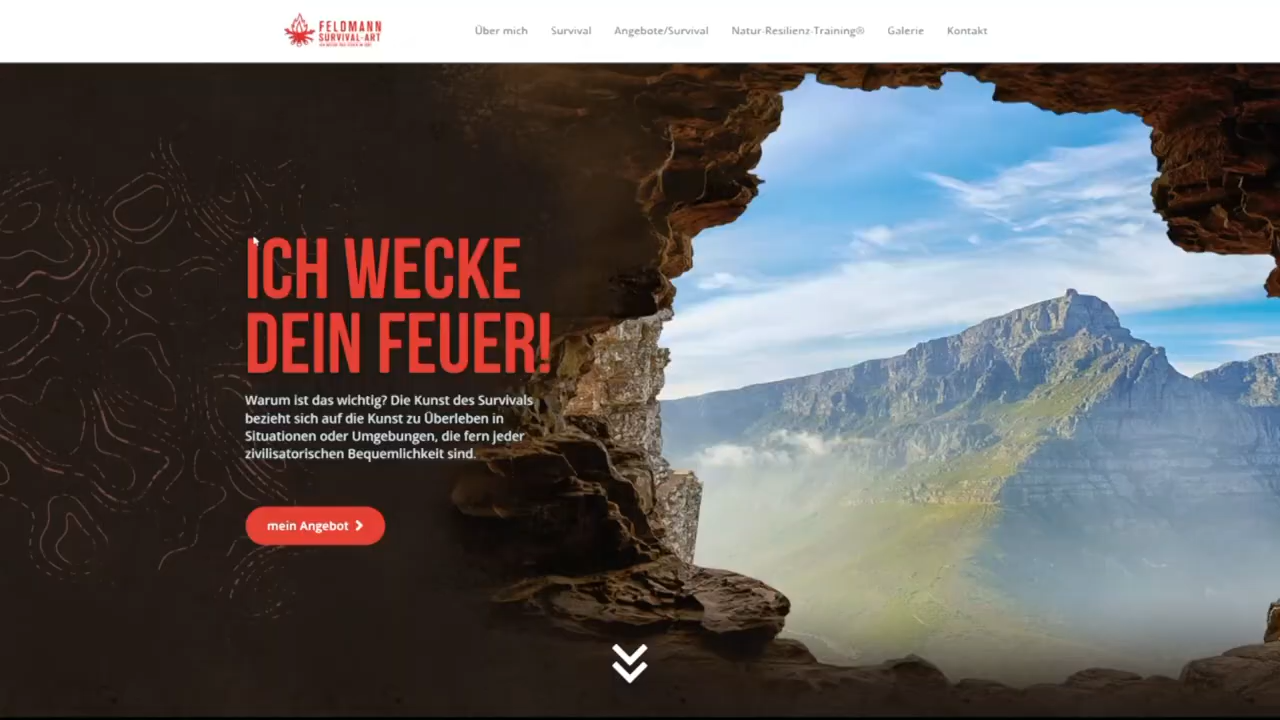 FELDMANN
SURVIVAL-ART
Über mich
Survival
Angebote/Survival
Natur-Resilienz-Training®
Galerie
Kontakt
ICH WECKE
DEIN FEUER!
Warum ist das wichtig? Die Kunst des Survivals
bezieht sich auf die Kunst zu Überleben in
Situationen oder Umgebungen, die fern jeder
zivilisatorischen Bequemlichkeit sind.
mein Angebot